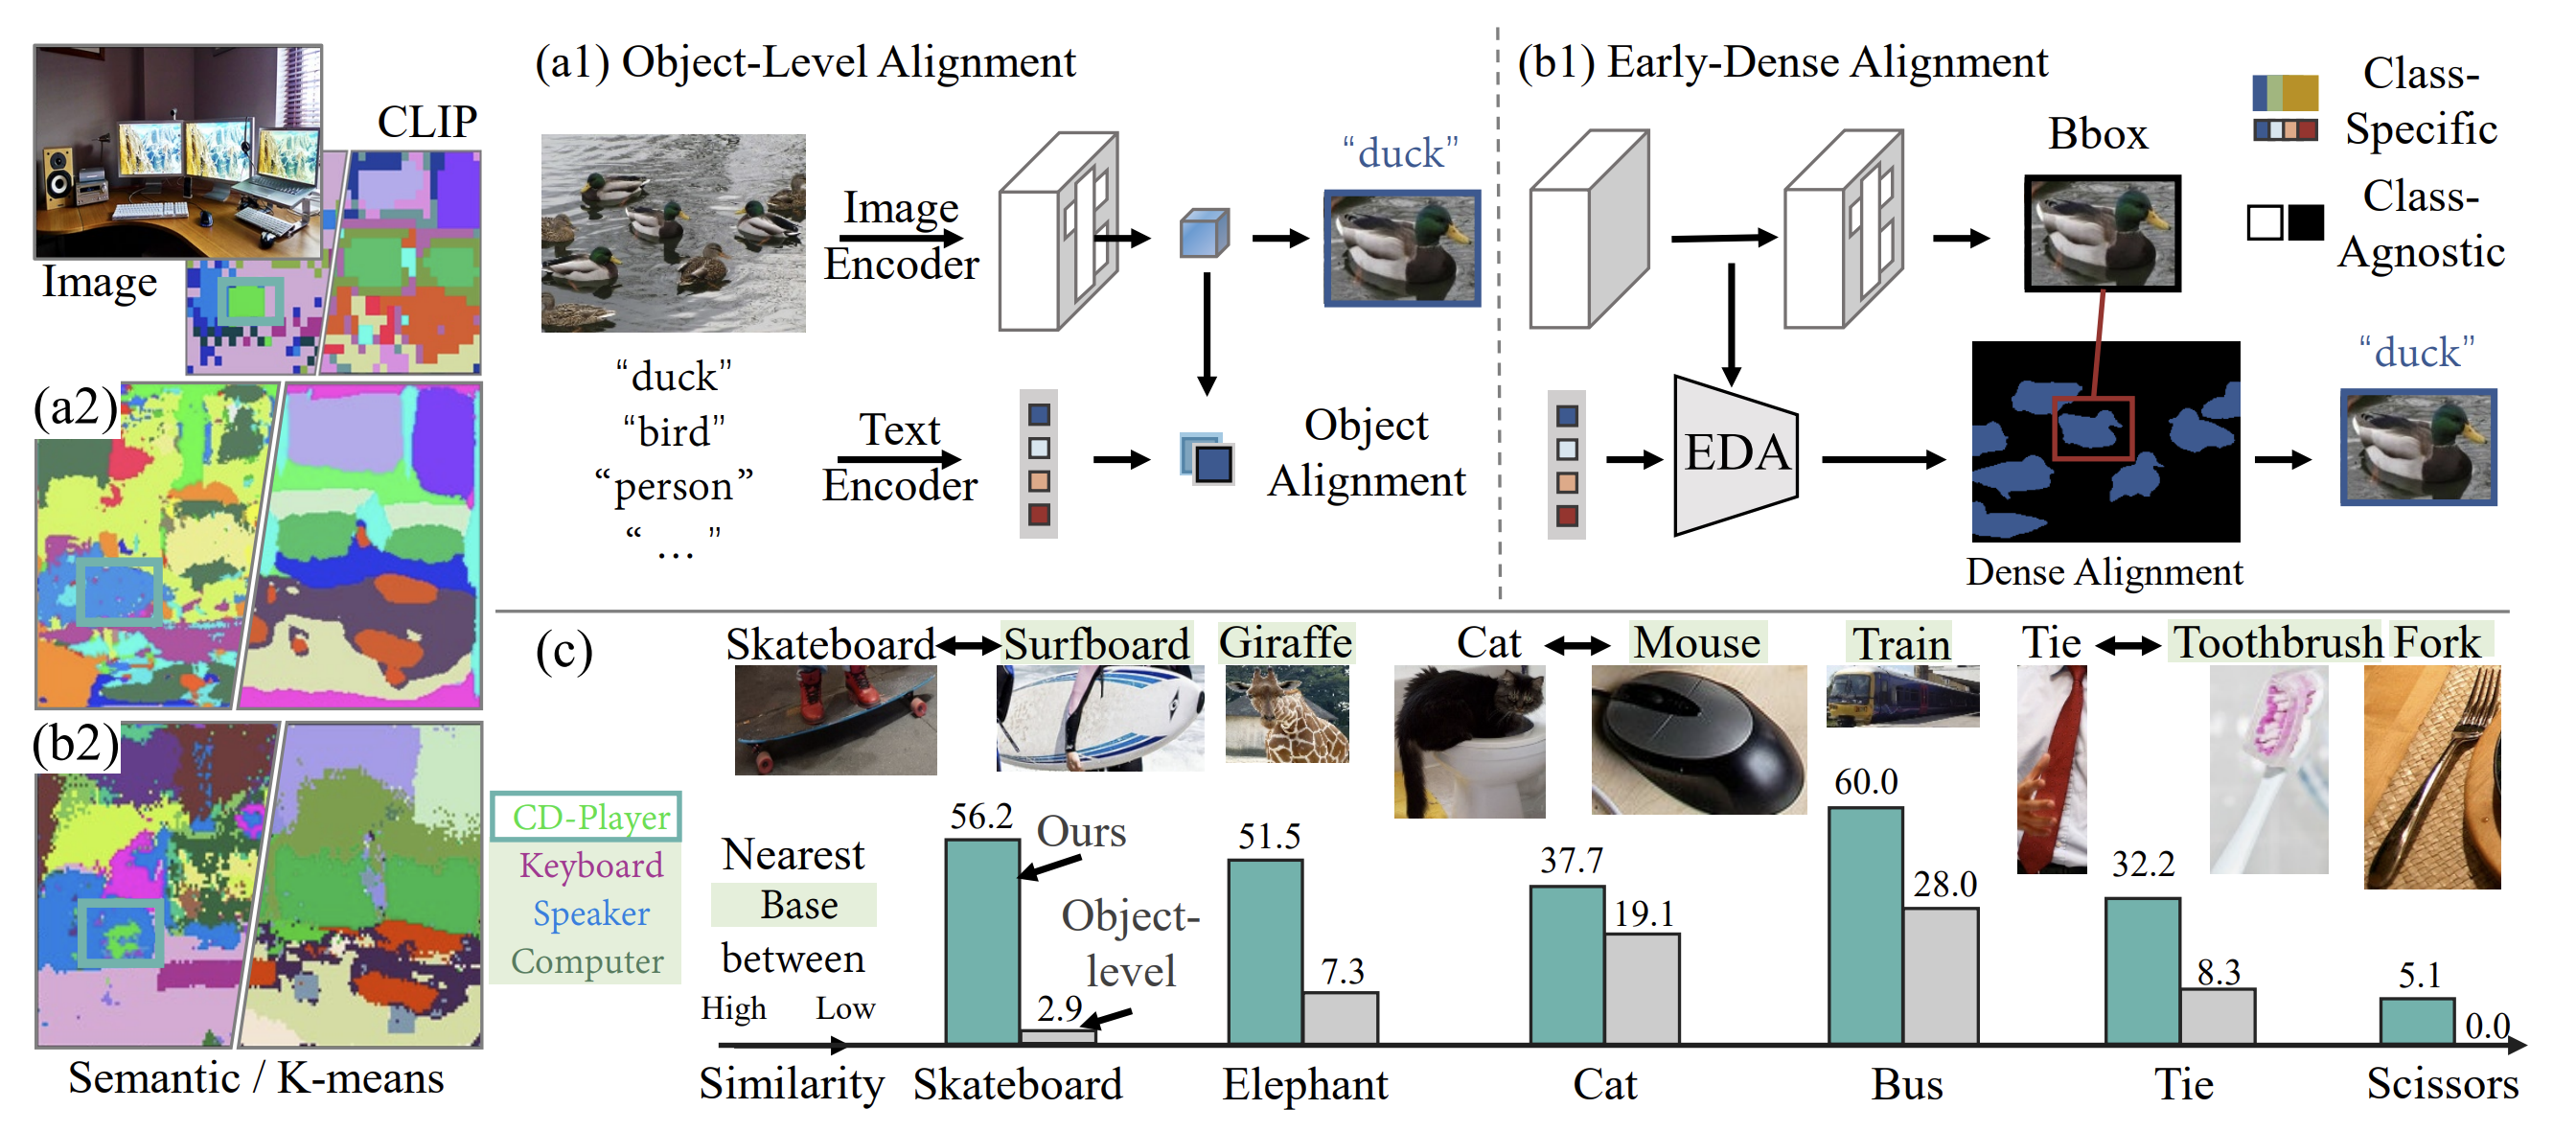 Image
CLIP
(a2)
(b2)
Semantic / K-means
CD-Player
Keyboard
Speaker
Computer
(a1) Object-Level Alignment
Image
Encoder
“duck”
“duck”
“bird”
“person”
“ ... ”
Text
Encoder
Object
Alignment
(b1) Early-Dense Alignment
Bbox
Class-
Specific
Class-
Agnostic
EDA
Dense Alignment
“duck”
(c)
Skateboard Surfboard Giraffe Cat Mouse Train Tie Toothbrush Fork
Nearest
Base
between
High Low
Similarity
56.2
Ours
2.9
Object-
level
51.5
7.3
37.7
19.1
60.0
28.0
32.2
8.3
5.1
0.0
Skateboard Elephant Cat Bus Tie Scissors